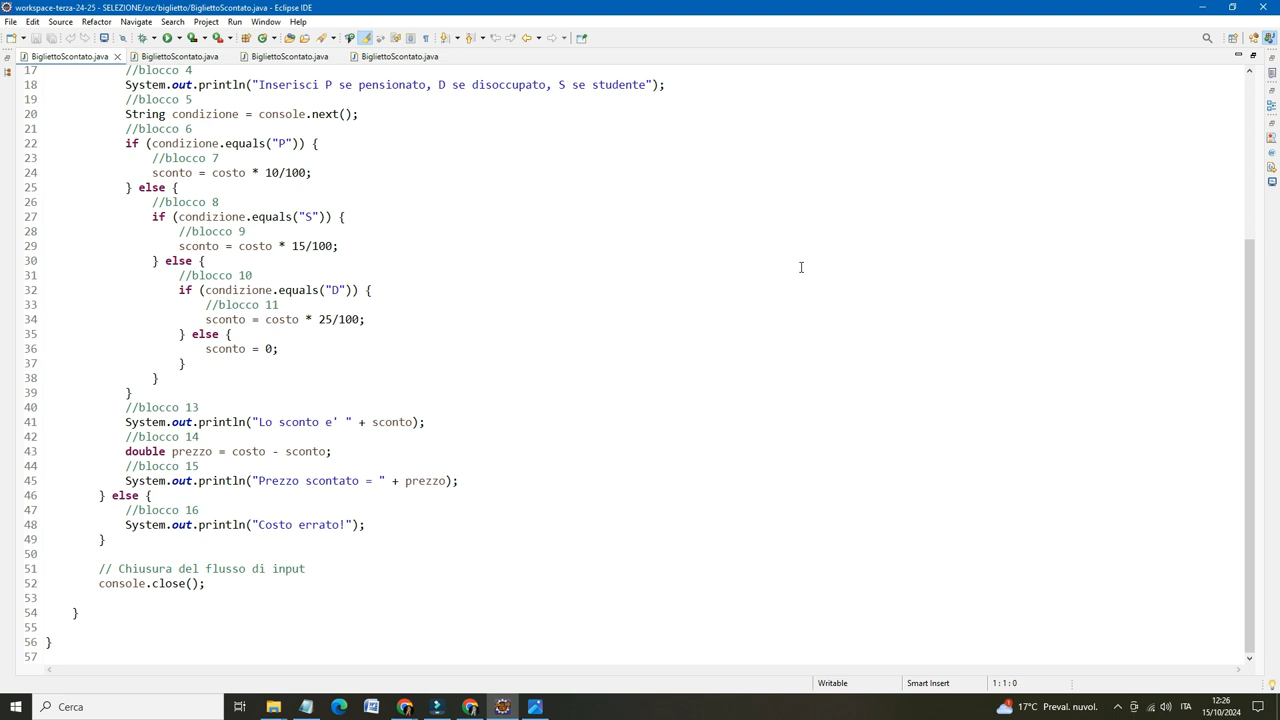 workspace-terza-24-25 - SELEZIONE/src/biglietto/BigliettoScontato.java - Eclipse IDE
File Edit Source Refactor Navigate Search Project Run Window Help
BigliettoScontato.java BigliettoScontato.java BigliettoScontato.java BigliettoScontato.java
17 //blocco 4
18 System.out.println("Inserisci P se pensionato, D se disoccupato, S se studente");
19 //blocco 5
20 String condizione = console.next();
21 //blocco 6
22 if (condizione.equals("P")) {
23 //blocco 7
24 sconto = costo * 10/100;
25 } else {
26 //blocco 8
27 if (condizione.equals("S")) {
28 //blocco 9
29 sconto = costo * 15/100;
30 } else {
31 //blocco 10
32 if (condizione.equals("D")) {
33 //blocco 11
34 sconto = costo * 25/100;
35 } else {
36 sconto = 0;
37 }
38 }
39 }
40 //blocco 13
41 System.out.println("Lo sconto e' " + sconto);
42 //blocco 14
43 double prezzo = costo - sconto;
44 //blocco 15
45 System.out.println("Prezzo scontato = " + prezzo);
46 } else {
47 //blocco 16
48 System.out.println("Costo errato!");
49 }
50
51 // Chiusura del flusso di input
52 console.close();
53
54 }
55
56 }
57
Writable Smart Insert 1 : 1 : 0
Cerca 17°C Preval. nuvol. ITA 12:26
15/10/2024